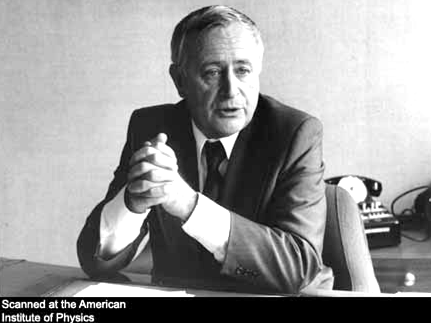 Scanned at the American
Institute of Physics